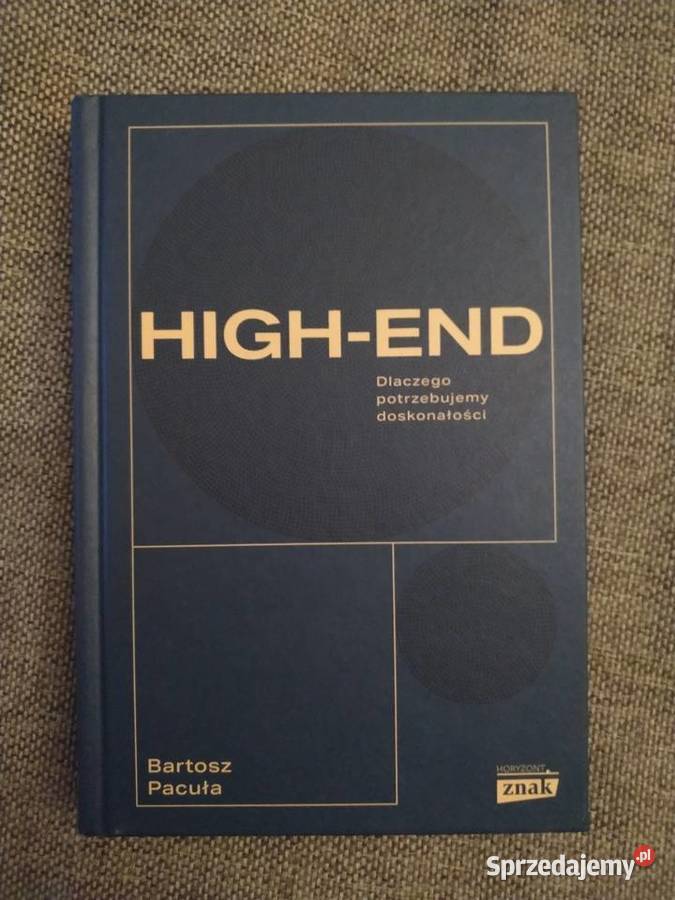 HIGH-END
Dlaczego
potrzebujemy
doskonałości
Bartosz
Pacuła
HORYZONT
znak
Sprzedajemy.pl